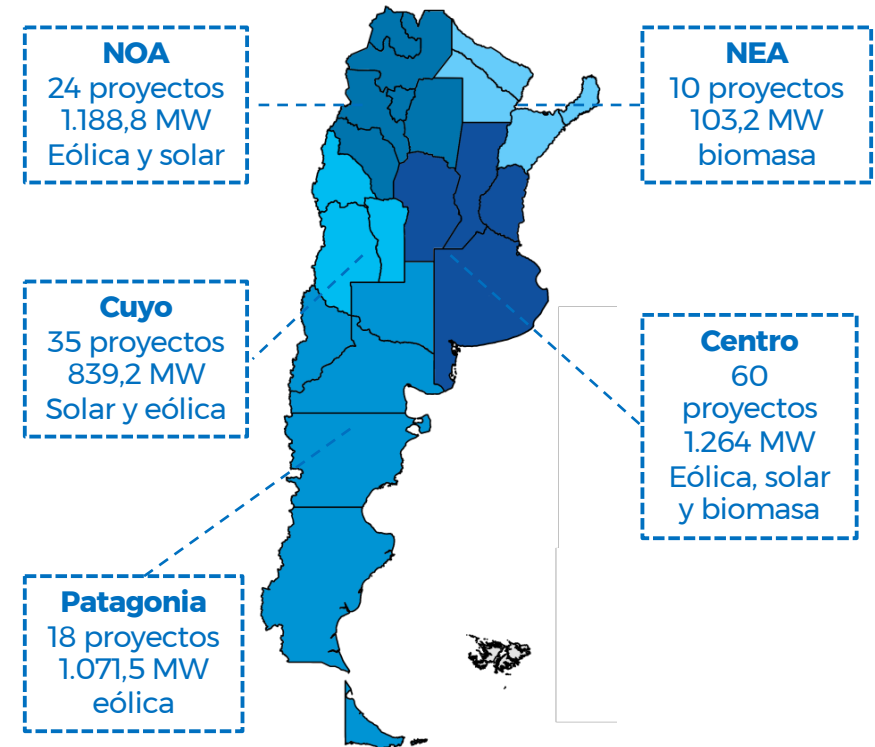 NOA
24 proyectos
1.188,8 MW
Eólica y solar
NEA
10 proyectos
103,2 MW
biomasa
Cuyo
35 proyectos
839,2 MW
Solar y eólica
Centro
60
proyectos
1.264 MW
Eólica, solar
y biomasa
Patagonia
18 proyectos
1.071,5 MW
eólica